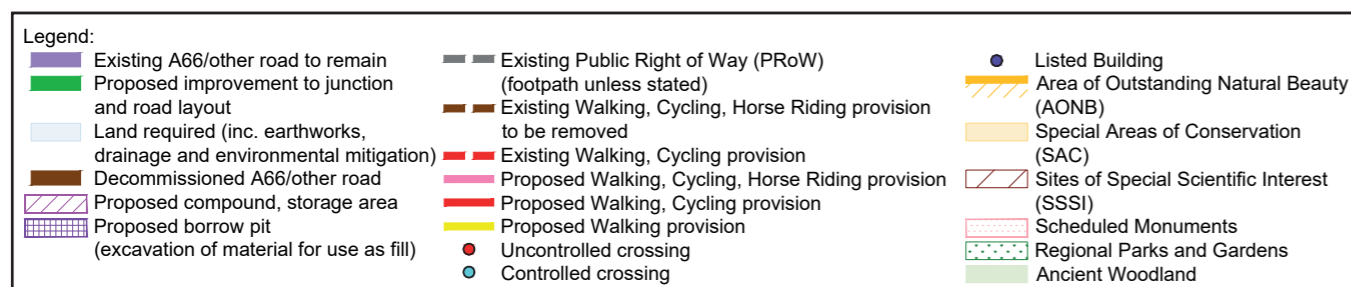 Legend:
Existing A66/other road to remain
Proposed improvement to junction
and road layout
Land required (inc. earthworks,
drainage and environmental mitigation)
Decommissioned A66/other road
Proposed compound, storage area
Proposed borrow pit
(excavation of material for use as fill)
Existing Public Right of Way (PRoW)
(footpath unless stated)
Existing Walking, Cycling, Horse Riding provision
to be removed
Existing Walking, Cycling provision
Proposed Walking, Cycling, Horse Riding provision
Proposed Walking, Cycling provision
Proposed Walking provision
Uncontrolled crossing
Controlled crossing
Listed Building
Area of Outstanding Natural Beauty
(AONB)
Special Areas of Conservation
(SAC)
Sites of Special Scientific Interest
(SSSI)
Scheduled Monuments
Regional Parks and Gardens
Ancient Woodland